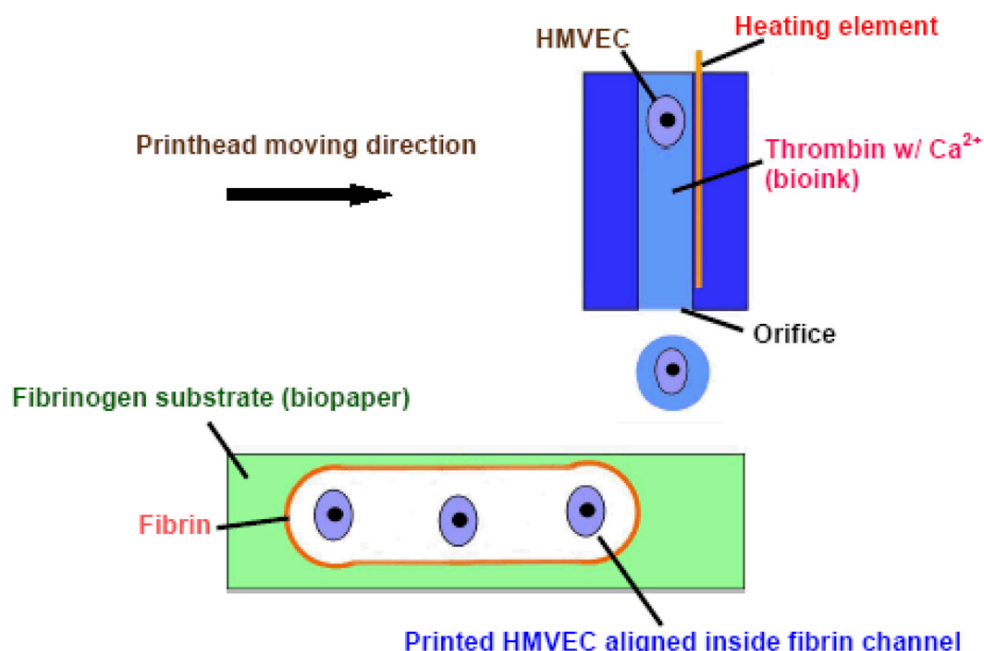 HMVEC
Heating element
Printhead moving direction
Thrombin w/ Ca²⁺
(bioink)
Orifice
Fibrinogen substrate (biopaper)
Fibrin
Printed HMVEC aligned inside fibrin channel